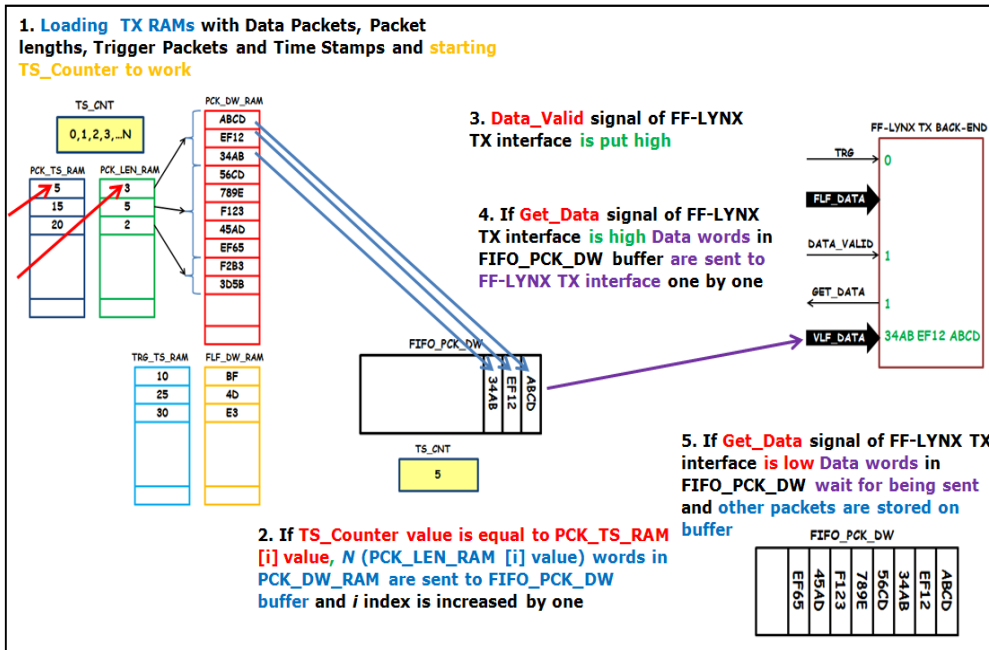 1. Loading TX RAMs with Data Packets, Packet
lengths, Trigger Packets and Time Stamps and starting
TS_Counter to work
TS_CNT
0,1,2,3,...N
PCK_TS_RAM
5
15
20
PCK_LEN_RAM
3
5
2
PCK_DW_RAM
ABCD
EF12
34AB
56CD
789E
F123
45AD
EF65
F2B3
3D5B
TRG_TS_RAM
10
25
30
FLF_DW_RAM
BF
4D
E3
3. Data_Valid signal of FF-LYNX
TX interface is put high
4. If Get_Data signal of FF-LYNX
TX interface is high Data words in
FIFO_PCK_DW buffer are sent to
FF-LYNX TX interface one by one
FF-LYNX TX BACK-END
TRG
0
FLF_DATA
DATA_VALID
1
GET_DATA
1
VLF_DATA
34AB EF12 ABCD
FIFO_PCK_DW
34AB
EF12
ABCD
TS_CNT
5
2. If TS_Counter value is equal to PCK_TS_RAM
[i] value, N (PCK_LEN_RAM [i] value) words in
PCK_DW_RAM are sent to FIFO_PCK_DW
buffer and i index is increased by one
5. If Get_Data signal of FF-LYNX TX
interface is low Data words in
FIFO_PCK_DW wait for being sent
and other packets are stored on
buffer
FIFO_PCK_DW
EF65
45AD
F123
789E
56CD
34AB
EF12
ABCD